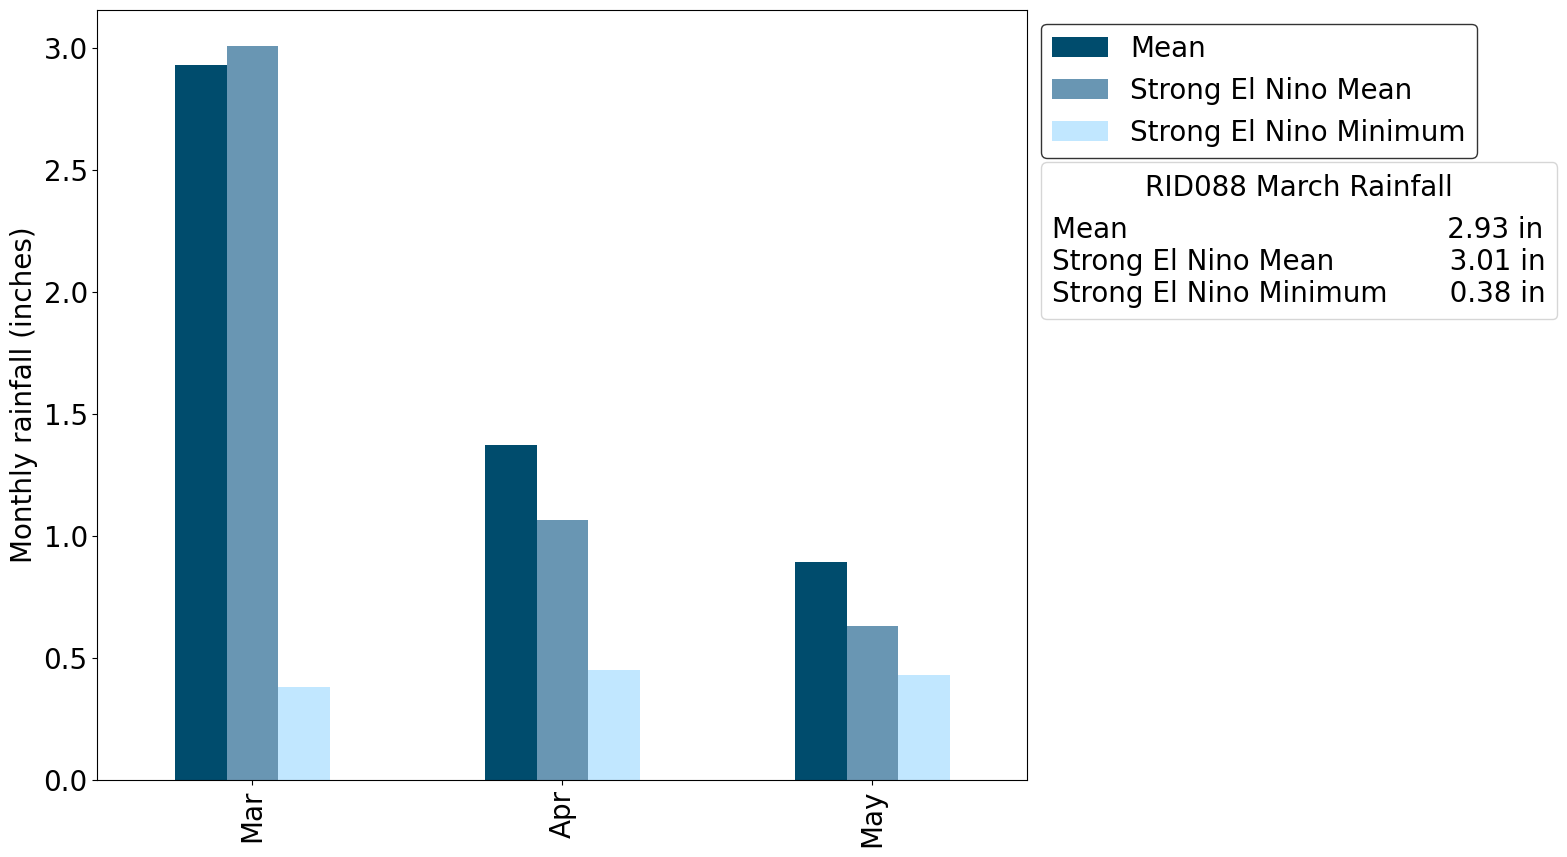 Monthly rainfall (inches)
3.0
2.5
2.0
1.5
1.0
0.5
0.0
Mar
Apr
May
Mean
Strong El Nino Mean
Strong El Nino Minimum
RID088 March Rainfall
Mean 2.93 in
Strong El Nino Mean 3.01 in
Strong El Nino Minimum 0.38 in